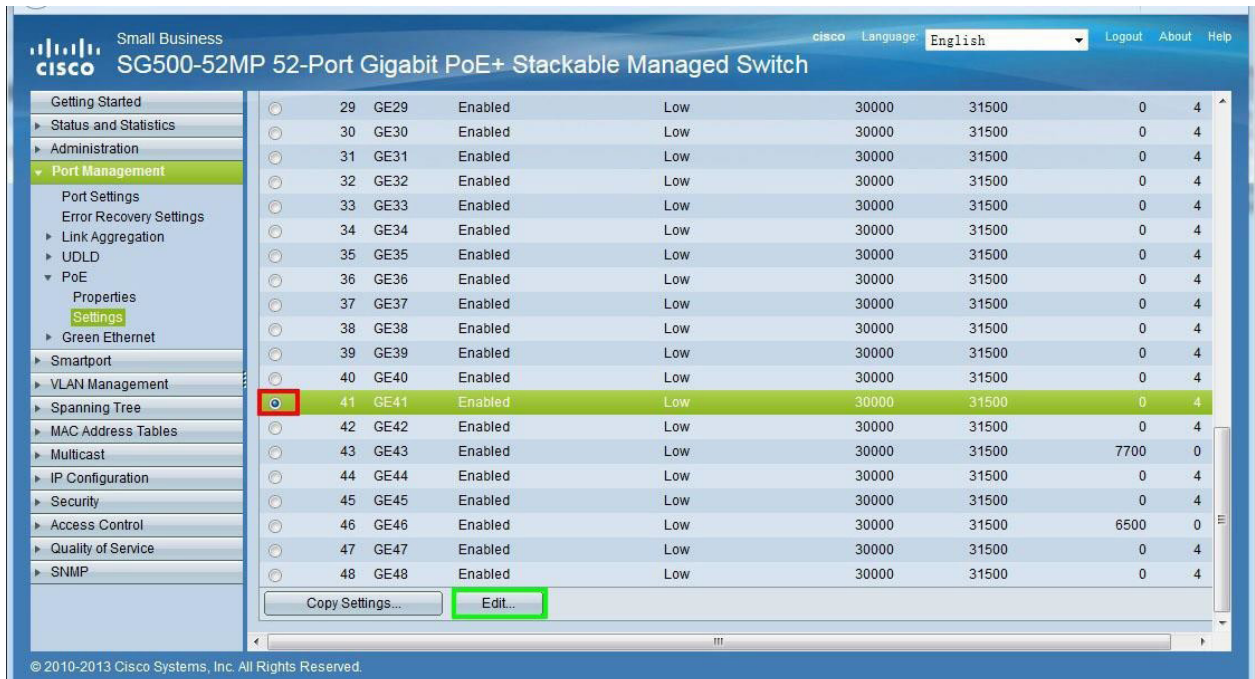 Small Business
cisco Language: English Logout About Help
CISCO SG500-52MP 52-Port Gigabit PoE+ Stackable Managed Switch
Getting Started
Status and Statistics
Administration
Port Management
Port Settings
Error Recovery Settings
Link Aggregation
UDLD
PoE
Properties
Settings
Green Ethernet
Smartport
VLAN Management
Spanning Tree
MAC Address Tables
Multicast
IP Configuration
Security
Access Control
Quality of Service
SNMP
29 GE29 Enabled Low 30000 31500 0 4
30 GE30 Enabled Low 30000 31500 0 4
31 GE31 Enabled Low 30000 31500 0 4
32 GE32 Enabled Low 30000 31500 0 4
33 GE33 Enabled Low 30000 31500 0 4
34 GE34 Enabled Low 30000 31500 0 4
35 GE35 Enabled Low 30000 31500 0 4
36 GE36 Enabled Low 30000 31500 0 4
37 GE37 Enabled Low 30000 31500 0 4
38 GE38 Enabled Low 30000 31500 0 4
39 GE39 Enabled Low 30000 31500 0 4
40 GE40 Enabled Low 30000 31500 0 4
41 GE41 Enabled Low 30000 31500 0 4
42 GE42 Enabled Low 30000 31500 0 4
43 GE43 Enabled Low 30000 31500 7700 0
44 GE44 Enabled Low 30000 31500 0 4
45 GE45 Enabled Low 30000 31500 0 4
46 GE46 Enabled Low 30000 31500 6500 0
47 GE47 Enabled Low 30000 31500 0 4
48 GE48 Enabled Low 30000 31500 0 4
Copy Settings... Edit...
© 2010-2013 Cisco Systems, Inc. All Rights Reserved.